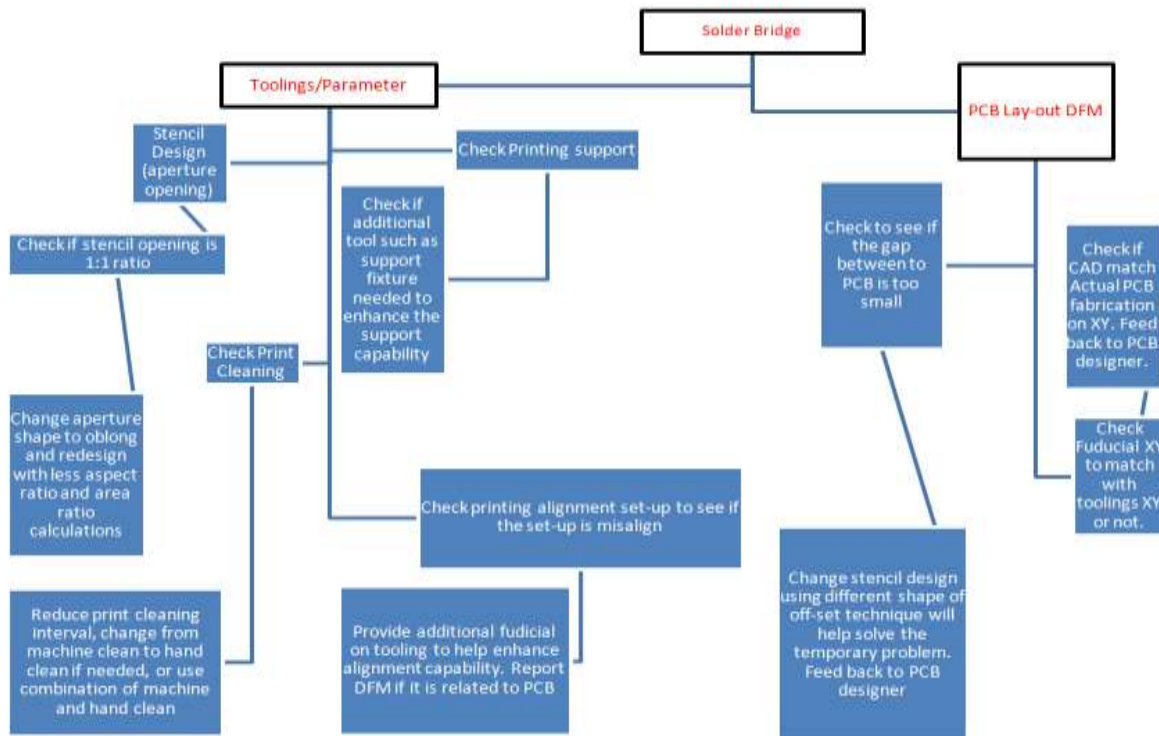 Solder Bridge
Toolings/Parameter
PCB Lay-out DFM
Stencil
Design
(aperture
opening)
Check Printing support
Check if stencil opening is
1:1 ratio
Check if
additional
tool such as
support
fixture
needed to
enhance the
support
capability
Check to see if
the gap
between to
PCB is too
small
Check if
CAD match
Actual PCB
fabrication
on XY. Feed
back to PCB
designer.
Check Print
Cleaning
Change aperture
shape to oblong
and redesign
with less aspect
ratio and area
ratio
calculations
Check
Fuducial XY
to match
with
toolings XY
or not.
Check printing alignment set-up to see if
the set-up is misalign
Reduce print cleaning
interval, change from
machine clean to hand
clean if needed, or use
combination of machine
and hand clean
Provide additional fudicial
on tooling to help enhance
alignment capability. Report
DFM if it is related to PCB
Change stencil design
using different shape of
off-set technique will
help solve the
temporary problem.
Feed back to PCB
designer